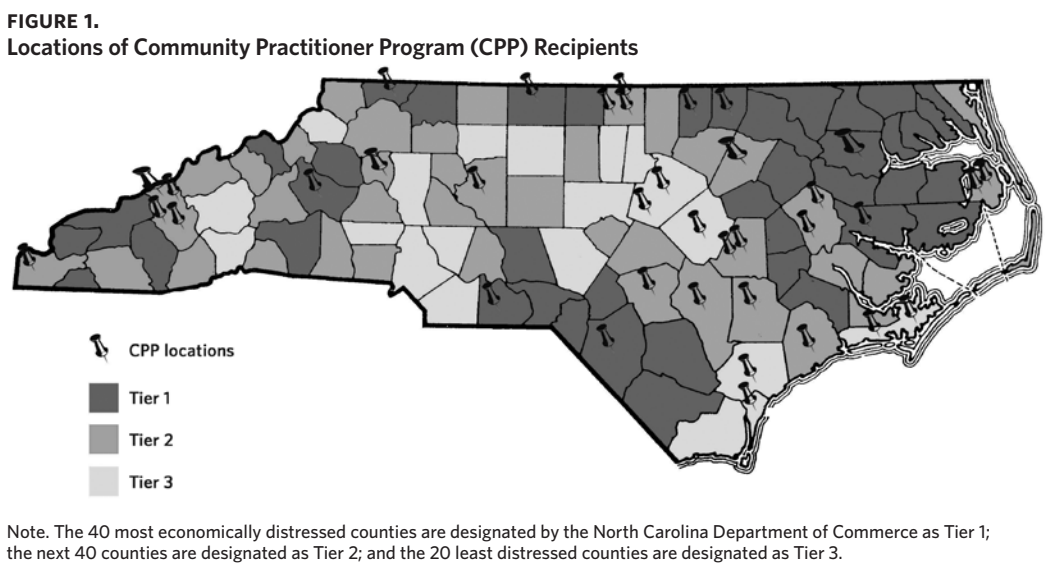 FIGURE 1.
Locations of Community Practitioner Program (CPP) Recipients
CPP locations
Tier 1
Tier 2
Tier 3
Note. The 40 most economically distressed counties are designated by the North Carolina Department of Commerce as Tier 1;
the next 40 counties are designated as Tier 2; and the 20 least distressed counties are designated as Tier 3.